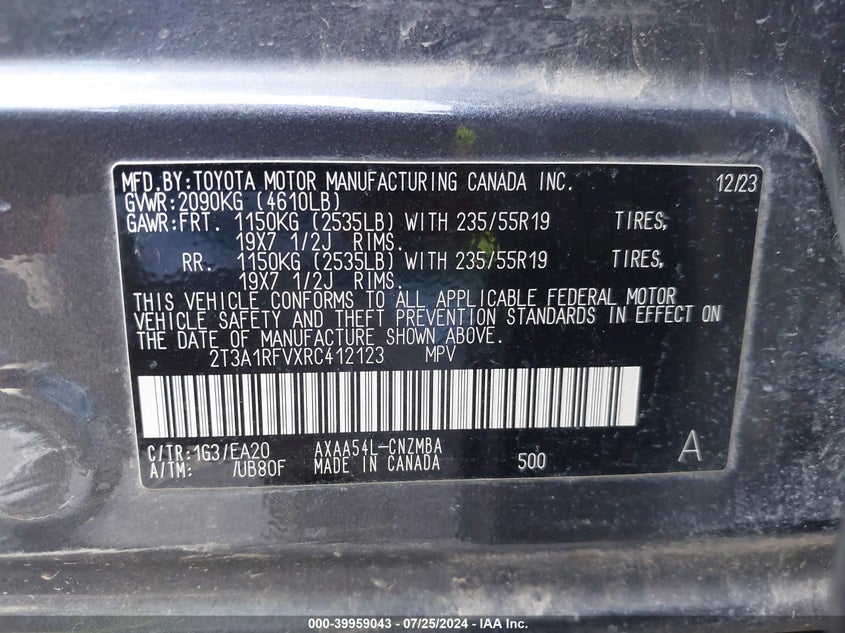 MFD.BY:TOYOTA MOTOR MANUFACTURING CANADA INC. 12/23
GVWR:2090KG (4610LB)
GAWR:FRT. 1150KG (2535LB) WITH 235/55R19 TIRES,
19X7 1/2J RIMS.
RR. 1150KG (2535LB) WITH 235/55R19 TIRES,
19X7 1/2J RIMS.
THIS VEHICLE CONFORMS TO ALL APPLICABLE FEDERAL MOTOR
VEHICLE SAFETY AND THEFT PREVENTION STANDARDS IN EFFECT ON
THE DATE OF MANUFACTURE SHOWN ABOVE.
2T3A1RFVXRC412123 MPV
C/TR:1G3/EA20 AXAA54L-CNZMBA
A/TM: /UB80F MADE IN CANADA 500 A
000-39959043 - 07/25/2024 - IAA Inc.